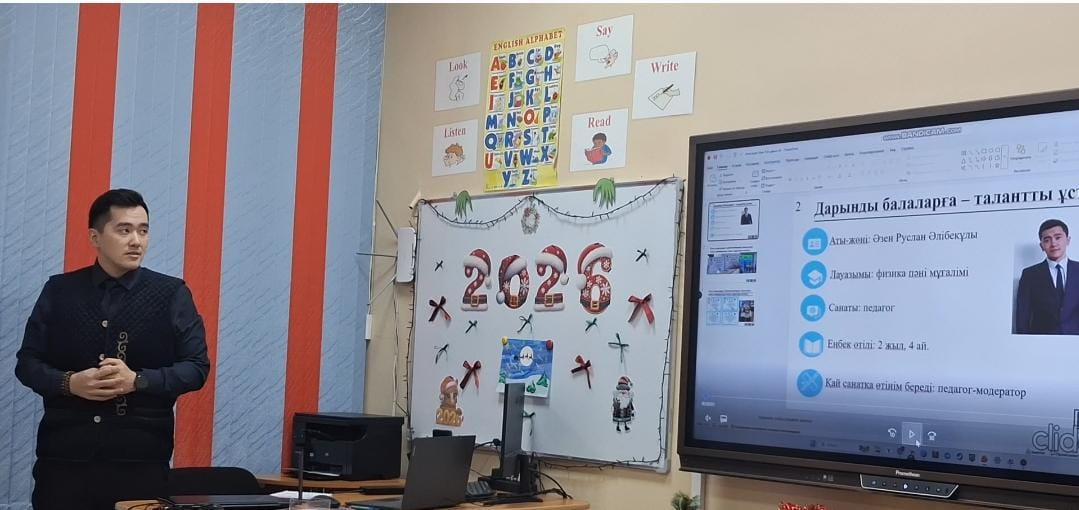 Look
Listen
ENGLISH ALPHABET
A B C D
E F G H
I J K L
M N O P
Q R S T
U V W X
Y Z
Say
Write
Read
2026
2026
www.BANDICAM.com
2 Дарынды балаларға – талантты ұс
Аты-жөні: Әзен Руслан Әлібекұлы
Лауазымы: физика пәні мұғалімі
Санаты: педагог
Еңбек өтілі: 2 жыл, 4 ай.
Қай санатқа өтінім береді: педагог-модератор
clid
Promethean